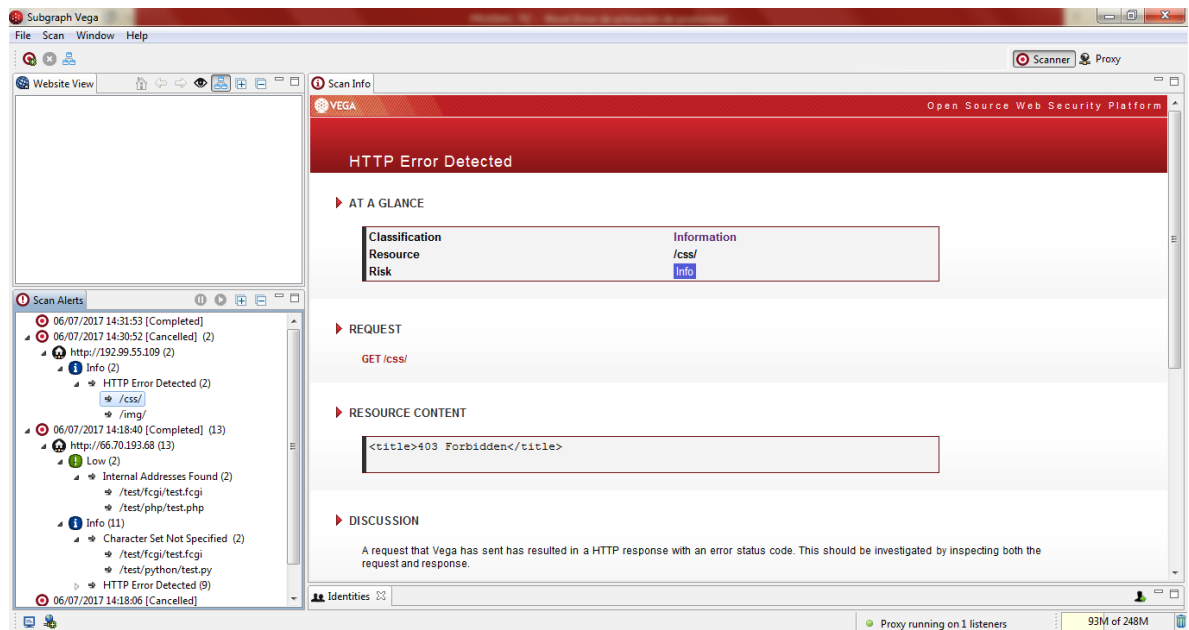 Subgraph Vega
File Scan Window Help
Scanner Proxy
Website View
Scan Info
VEGA
Open Source Web Security Platform
HTTP Error Detected
AT A GLANCE
Classification Information
Resource /css/
Risk Info
REQUEST
GET /css/
RESOURCE CONTENT
<title>403 Forbidden</title>
DISCUSSION
A request that Vega has sent has resulted in a HTTP response with an error status code. This should be investigated by inspecting both the
request and response.
Scan Alerts
06/07/2017 14:31:53 [Completed]
06/07/2017 14:30:52 [Cancelled] (2)
http://192.99.55.109 (2)
Info (2)
HTTP Error Detected (2)
/css/
/img/
06/07/2017 14:18:40 [Completed] (13)
http://66.70.193.68 (13)
Low (2)
Internal Addresses Found (2)
/test/fcgi/test.fcgi
/test/php/test.php
Info (11)
Character Set Not Specified (2)
/test/fcgi/test.fcgi
/test/python/test.py
HTTP Error Detected (9)
06/07/2017 14:18:06 [Cancelled]
Identities
Proxy running on 1 listeners
93M of 248M